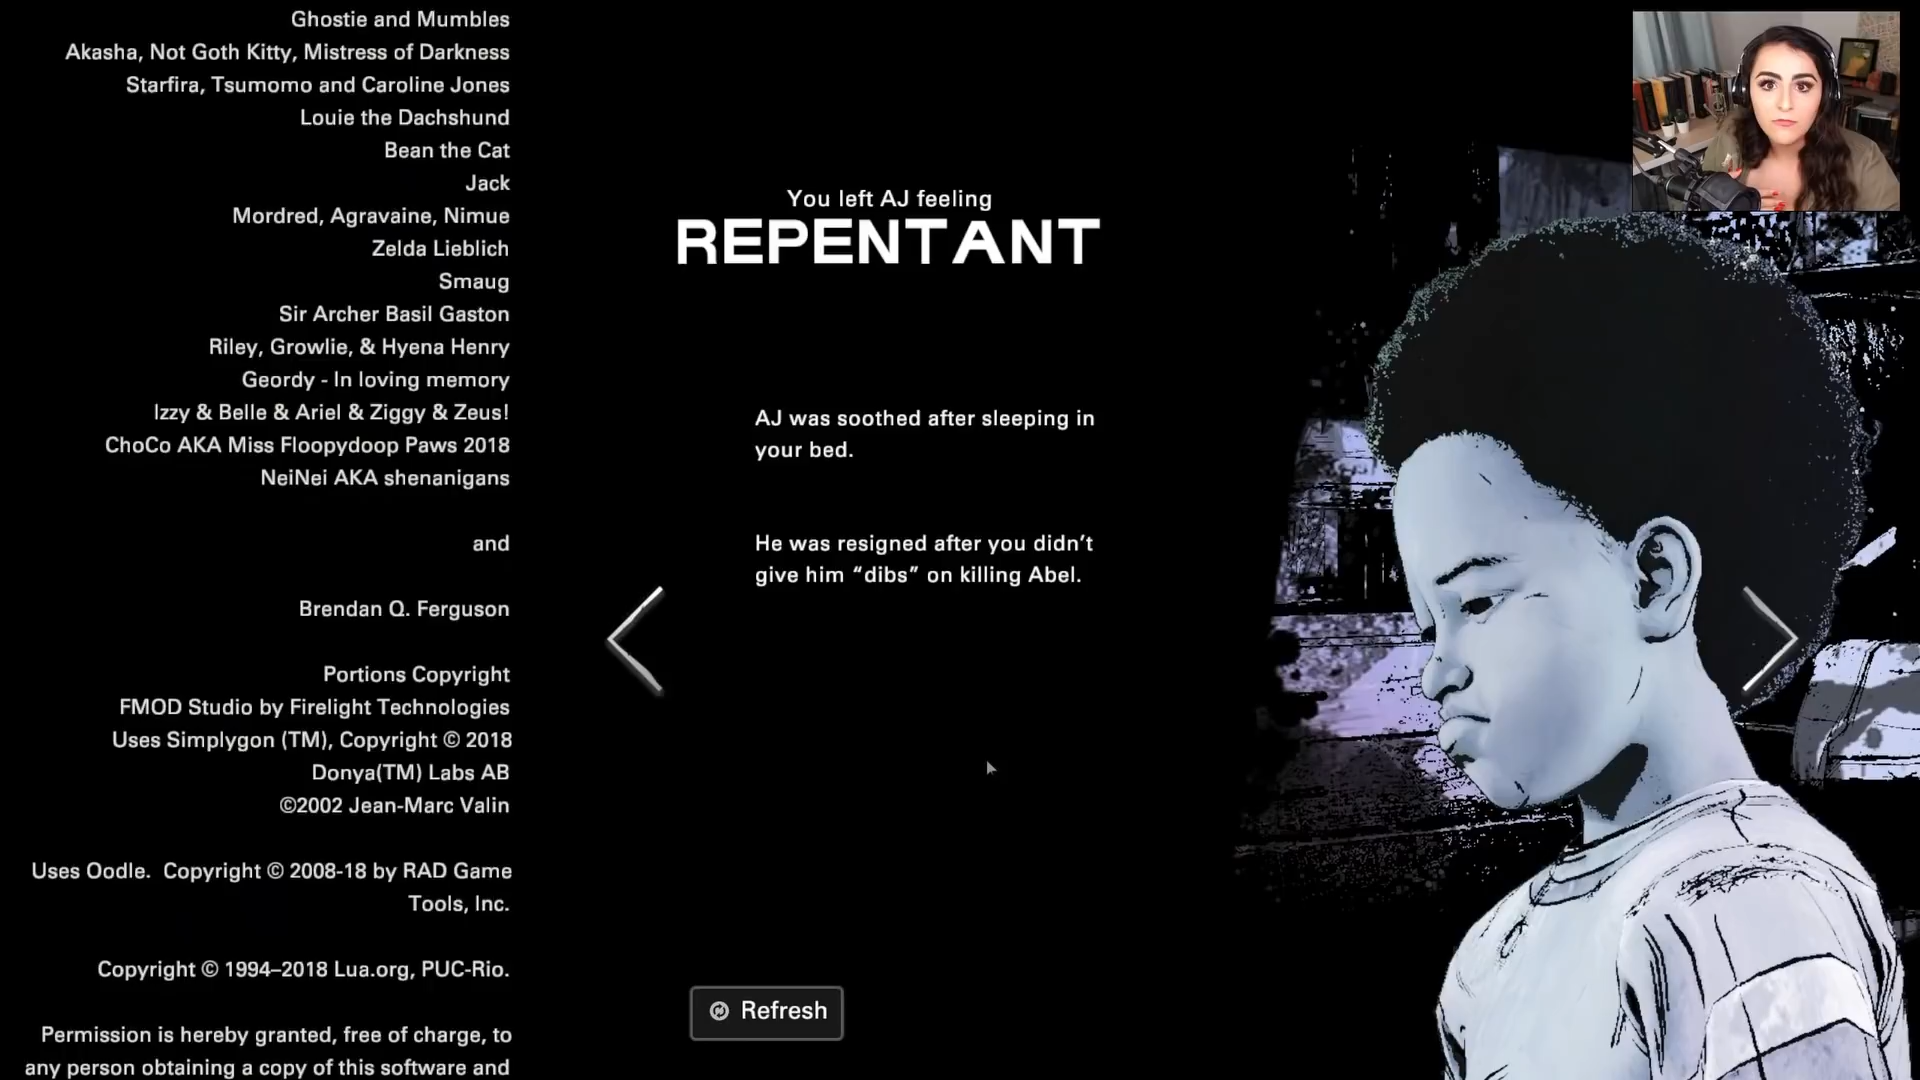 Ghostie and Mumbles
Akasha, Not Goth Kitty, Mistress of Darkness
Starfira, Tsumomo and Caroline Jones
Louie the Dachshund
Bean the Cat
Jack
Mordred, Agravaine, Nimue
Zelda Lieblich
Smaug
Sir Archer Basil Gaston
Riley, Growlie, & Hyena Henry
Geordy - In loving memory
Izzy & Belle & Ariel & Ziggy & Zeus!
ChoCo AKA Miss Floopydoop Paws 2018
NeiNei AKA shenanigans
and
Brendan Q. Ferguson
Portions Copyright
FMOD Studio by Firelight Technologies
Uses Simplygon (TM), Copyright © 2018
Donya(TM) Labs AB
©2002 Jean-Marc Valin
Uses Oodle.  Copyright © 2008-18 by RAD Game
Tools, Inc.
Copyright © 1994–2018 Lua.org, PUC-Rio.
Permission is hereby granted, free of charge, to
any person obtaining a copy of this software and
You left AJ feeling
REPENTANT
AJ was soothed after sleeping in
your bed.
He was resigned after you didn’t
give him “dibs” on killing Abel.
Refresh